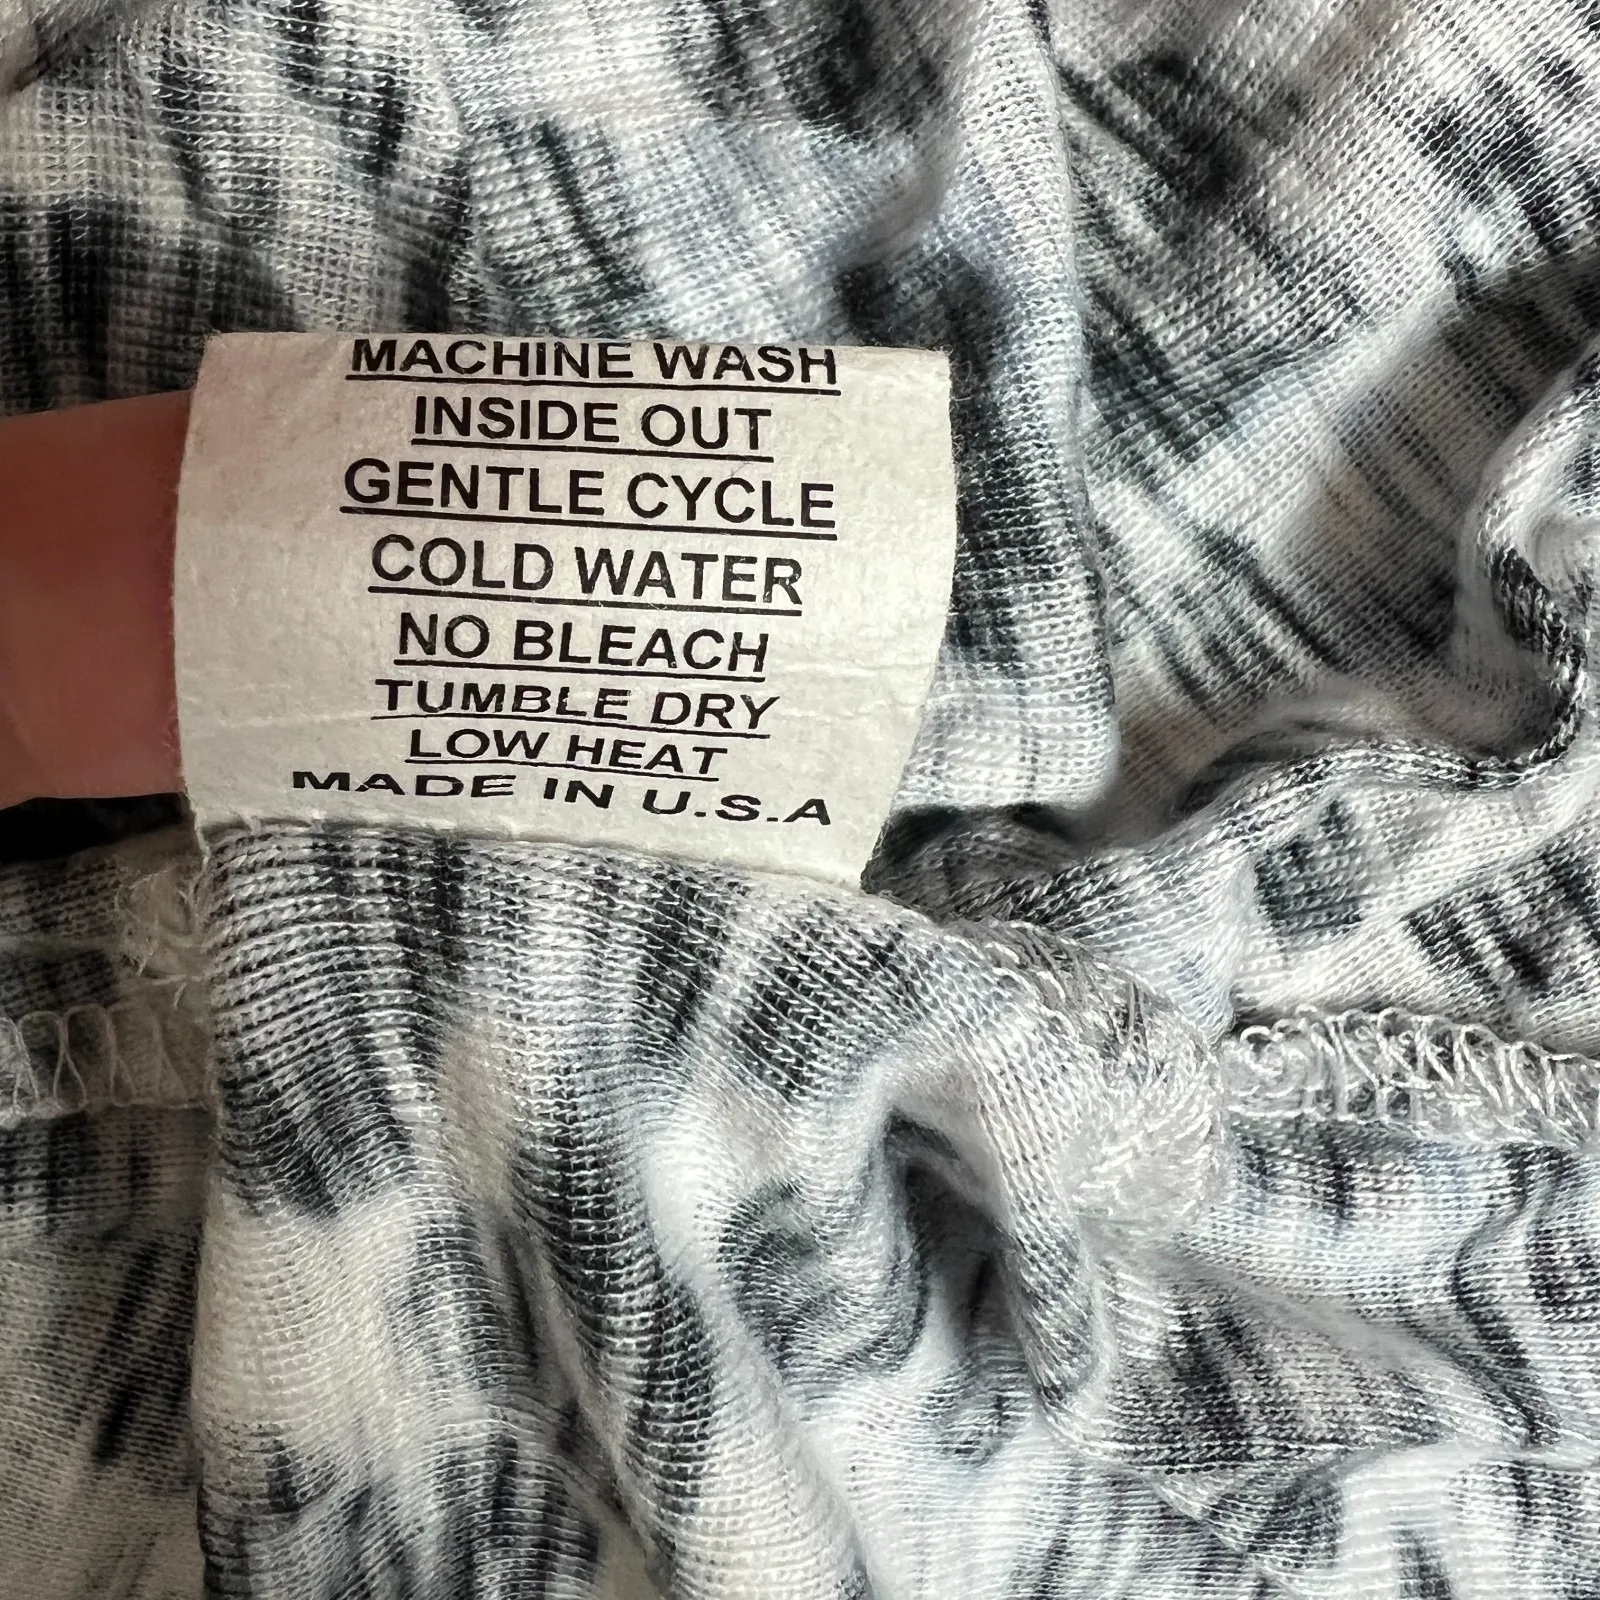 MACHINE WASH
INSIDE OUT
GENTLE CYCLE
COLD WATER
NO BLEACH
TUMBLE DRY
LOW HEAT
MADE IN U.S.A